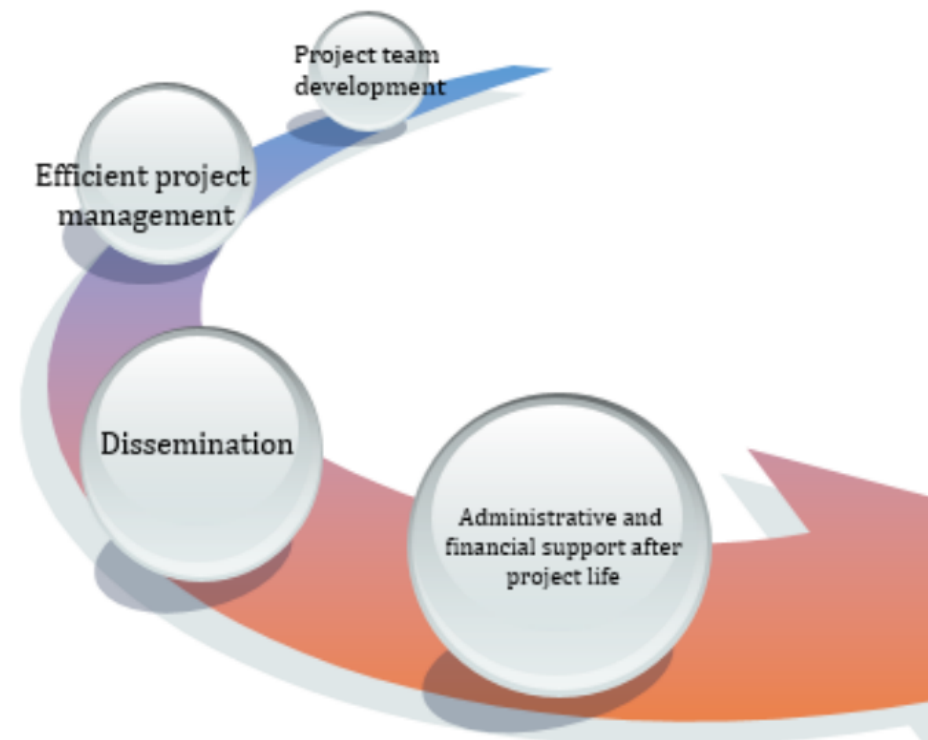 Project team
development
Efficient project
management
Dissemination
Administrative and
financial support after
project life